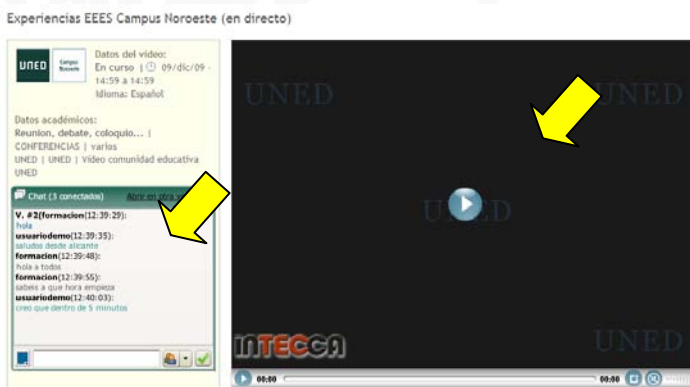 Experiencias EEES Campus Noroeste (en directo)
UNED
Campus
Noroeste
Datos del vídeo:
En curso | 09/dic/09 -
14:59 a 14:59
Idioma: Español
Datos académicos:
Reunion, debate, coloquio... |
CONFERENCIAS | varios
UNED | UNED | Vídeo comunidad educativa
UNED
Chat (3 conectados) Abrir en otra
V. #2(formacion(12:39:29):
hola
usuariodemo(12:39:35):
saludos desde alicante
formacion(12:39:48):
hola a todos
formacion(12:39:55):
sabeis a que hora empieza
usuariodemo(12:40:03):
creo que dentro de 5 minutos
UNED
UNED
UNED
INTECCA
UNED
00:00
00:00